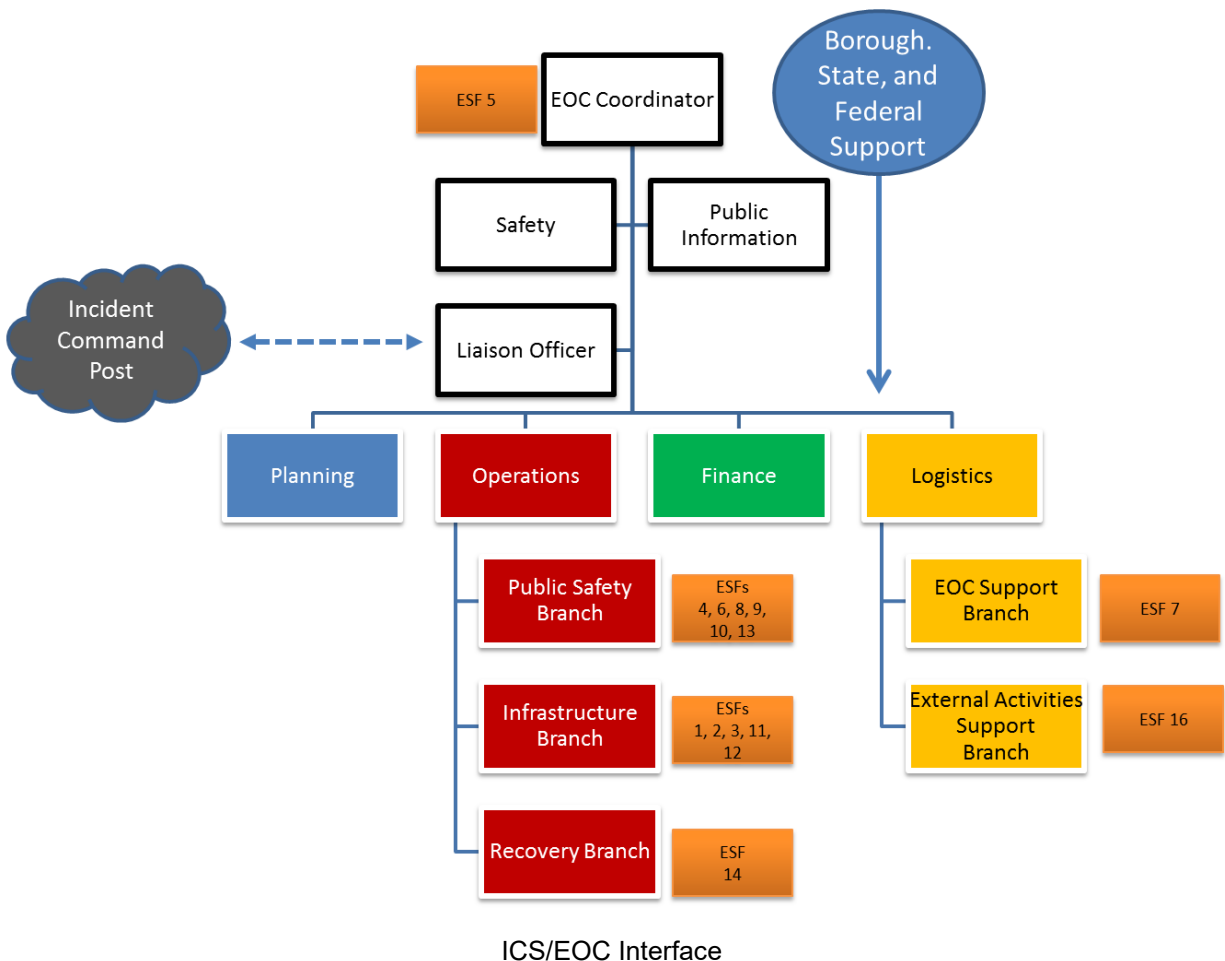 Borough.
State, and
Federal
Support
ESF 5
EOC Coordinator
Safety
Public
Information
Incident
Command
Post
Liaison Officer
Planning
Operations
Finance
Logistics
Public Safety
Branch
ESFs
4, 6, 8, 9,
10, 13
EOC Support
Branch
ESF 7
Infrastructure
Branch
ESFs
1, 2, 3, 11,
12
External Activities
Support
Branch
ESF 16
Recovery Branch
ESF
14
ICS/EOC Interface